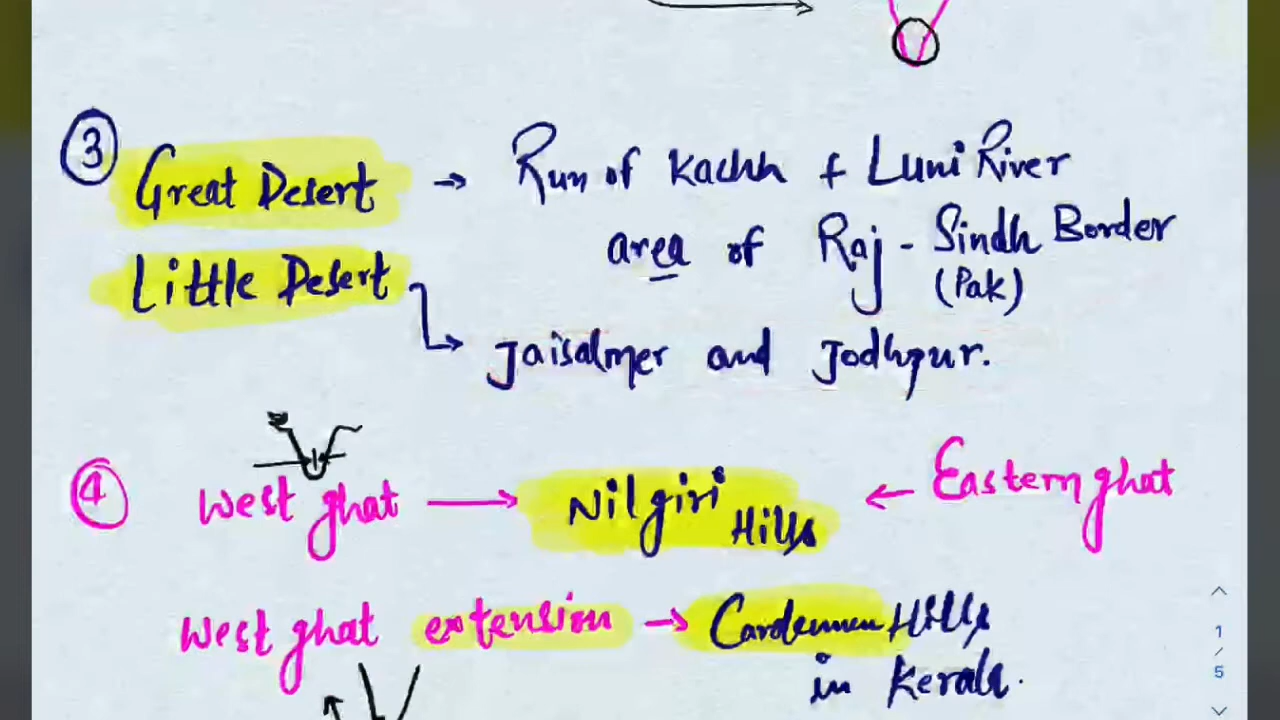 ③ Great Desert → Run of Kachh + Luni River
area of Raj - Sindh Border
(Pak)
Little Desert → Jaisalmer and Jodhpur.
④ West ghat → Nilgiri Hills ← Eastern ghat
West ghat extension → Cardemen Hills
in Kerala.
1
/
5